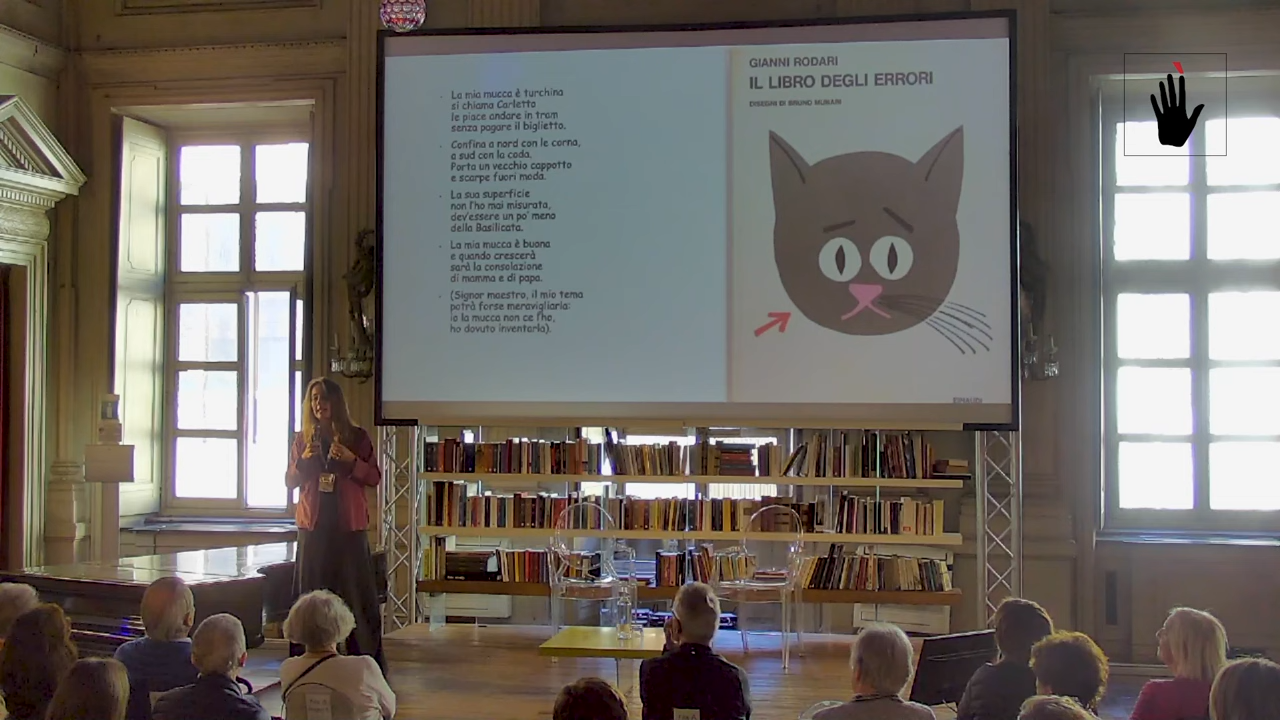 La mia mucca è turchina
si chiama Carletto
le piace andare in tram
senza pagare il biglietto.
Confina a nord con le corna,
a sud con la coda.
Porta un vecchio cappotto
e scarpe fuori moda.
La sua superficie
non l'ho mai misurata,
dev'essere un po' meno
della Basilicata.
La mia mucca è buona
e quando crescerà
sarà la consolazione
di mamma e di papà.
(Signor maestro, il mio tema
potrà forse meravigliarla:
io la mucca non ce l'ho,
ho dovuto inventarla).
GIANNI RODARI
IL LIBRO DEGLI ERRORI
DISEGNI DI BRUNO MUNARI
EINAUDI